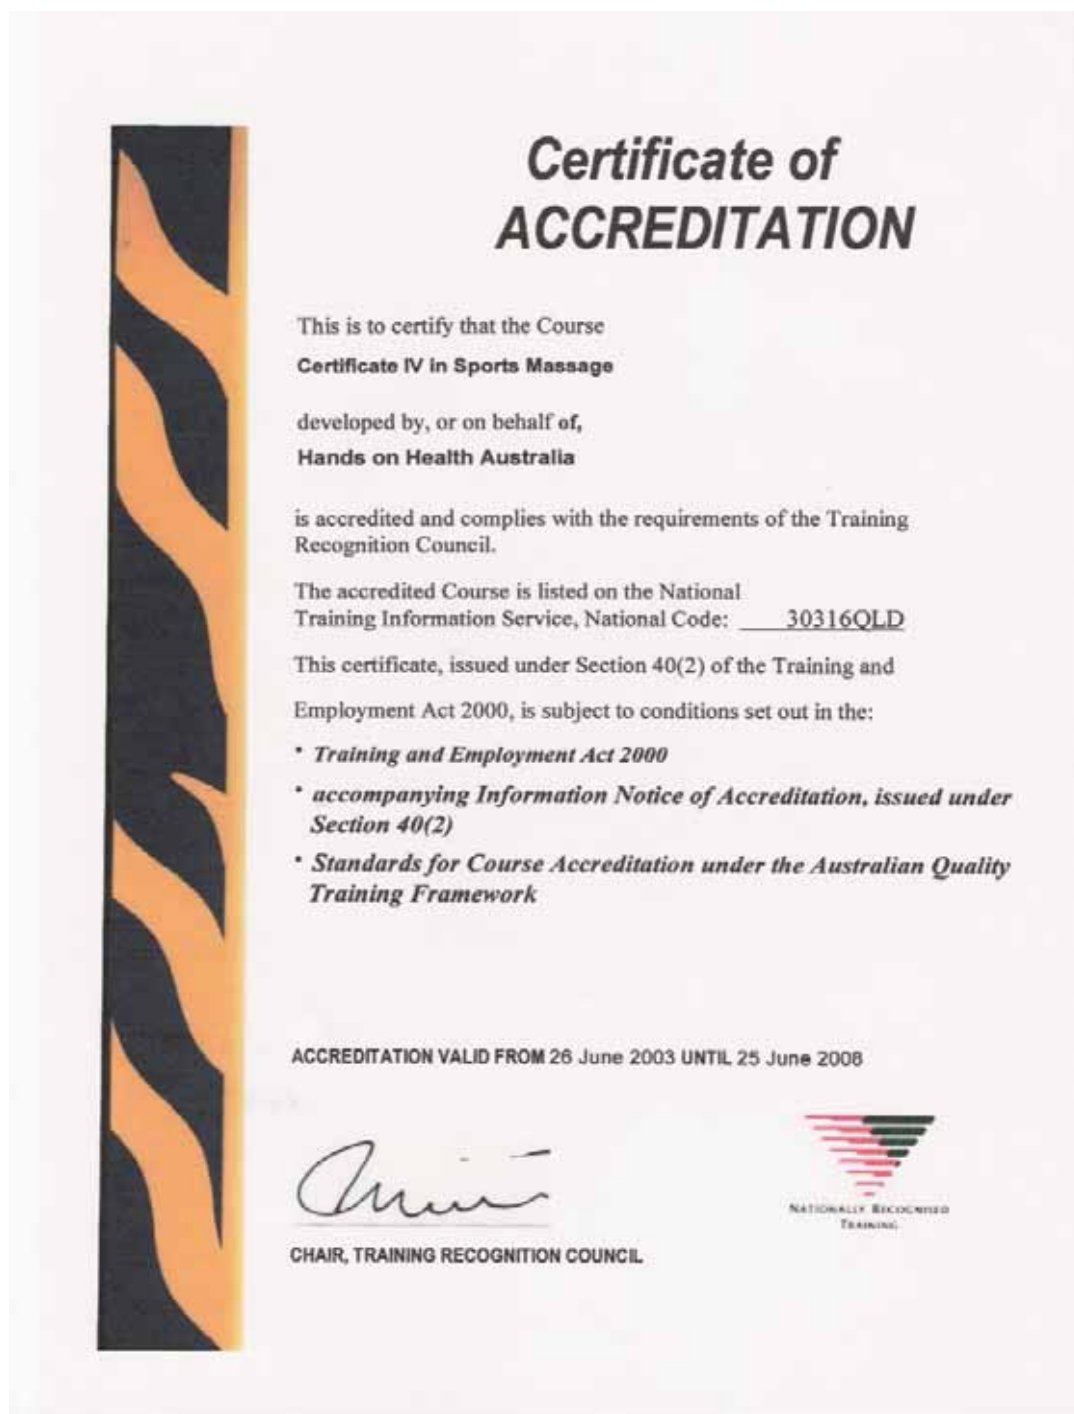 Certificate of
ACCREDITATION
This is to certify that the Course
Certificate IV in Sports Massage
developed by, or on behalf of,
Hands on Health Australia
is accredited and complies with the requirements of the Training
Recognition Council.
The accredited Course is listed on the National
Training Information Service, National Code: 30316QLD
This certificate, issued under Section 40(2) of the Training and
Employment Act 2000, is subject to conditions set out in the:
* Training and Employment Act 2000
* accompanying Information Notice of Accreditation, issued under
Section 40(2)
* Standards for Course Accreditation under the Australian Quality
Training Framework
ACCREDITATION VALID FROM 26 June 2003 UNTIL 25 June 2008
NATIONALLY RECOGNISED
TRAINING
CHAIR, TRAINING RECOGNITION COUNCIL